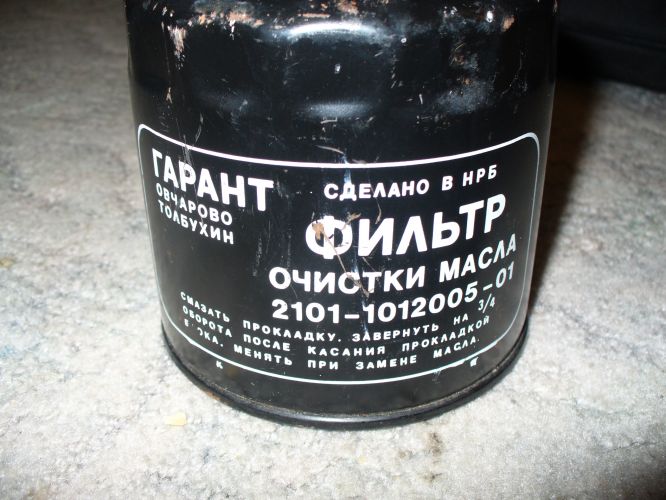 ГАРАНТ
ОВЧАРОВО
ТОЛБУХИН
СДЕЛАНО В НРБ
ФИЛЬТР
ОЧИСТКИ МАСЛА
2101-1012005-01
СМАЗАТЬ ПРОКЛАДКУ. ЗАВЕРНУТЬ НА 3/4
ОБОРОТА ПОСЛЕ КАСАНИЯ ПРОКЛАДКОЙ
МЕНЯТЬ ПРИ ЗАМЕНЕ МАСЛА.